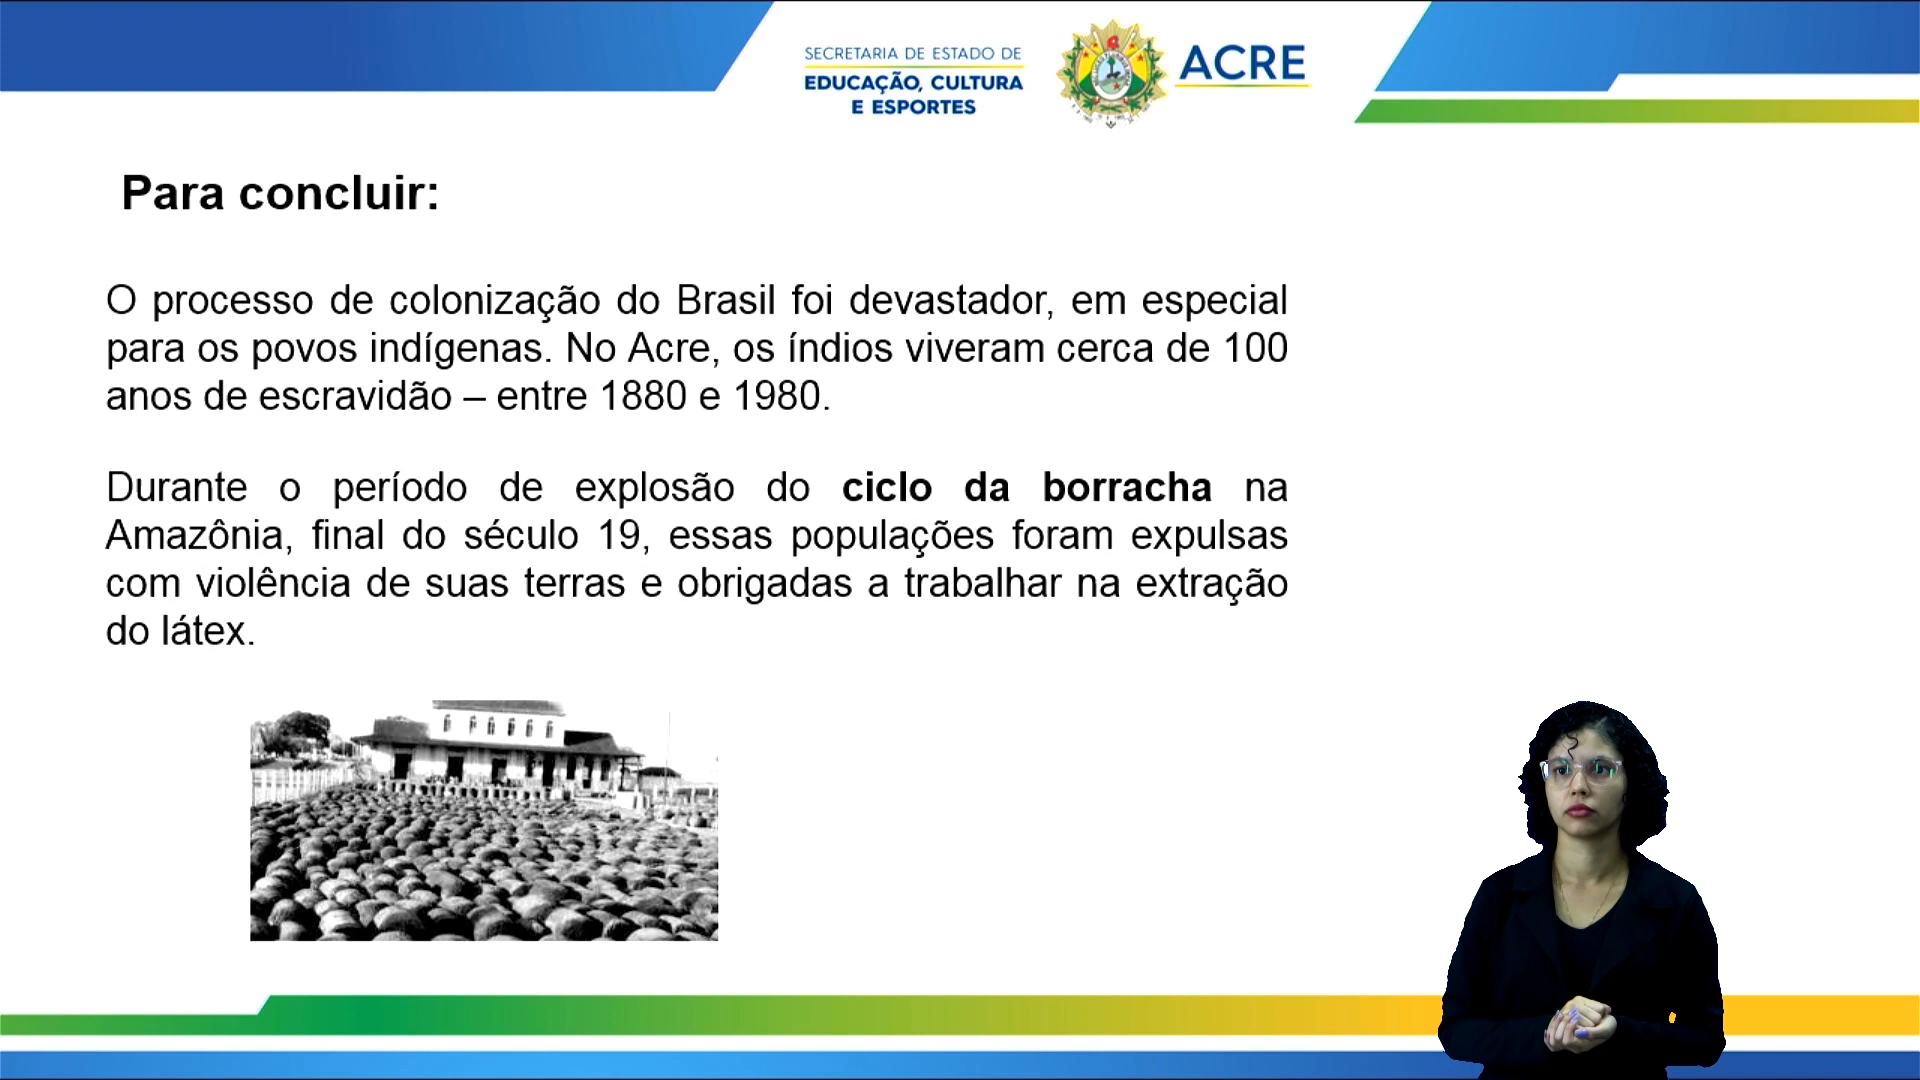 SECRETARIA DE ESTADO DE
EDUCAÇÃO, CULTURA
E ESPORTES
ACRE
Para concluir:
O processo de colonização do Brasil foi devastador, em especial
para os povos indígenas. No Acre, os índios viveram cerca de 100
anos de escravidão – entre 1880 e 1980.
Durante o período de explosão do ciclo da borracha na
Amazônia, final do século 19, essas populações foram expulsas
com violência de suas terras e obrigadas a trabalhar na extração
do látex.